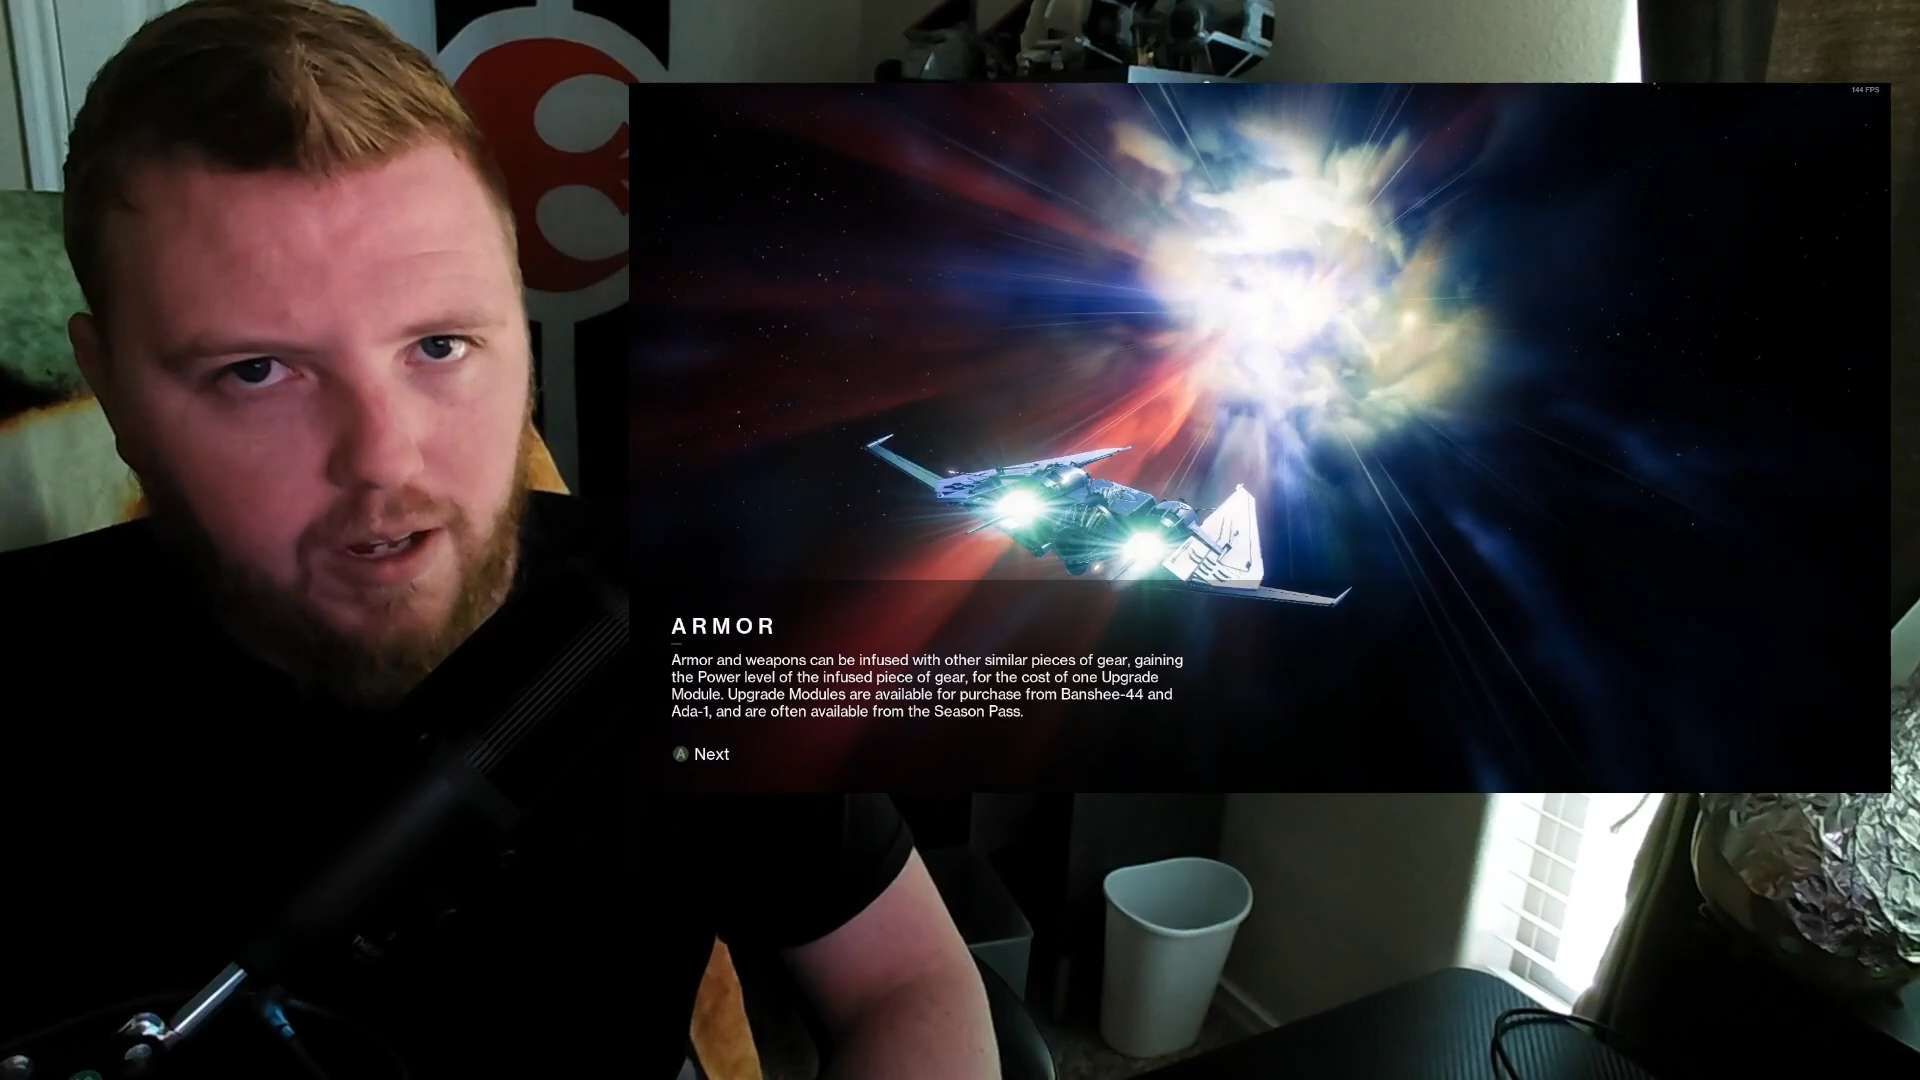 144 FPS
ARMOR
Armor and weapons can be infused with other similar pieces of gear, gaining
the Power level of the infused piece of gear, for the cost of one Upgrade
Module. Upgrade Modules are available for purchase from Banshee-44 and
Ada-1, and are often available from the Season Pass.
A Next